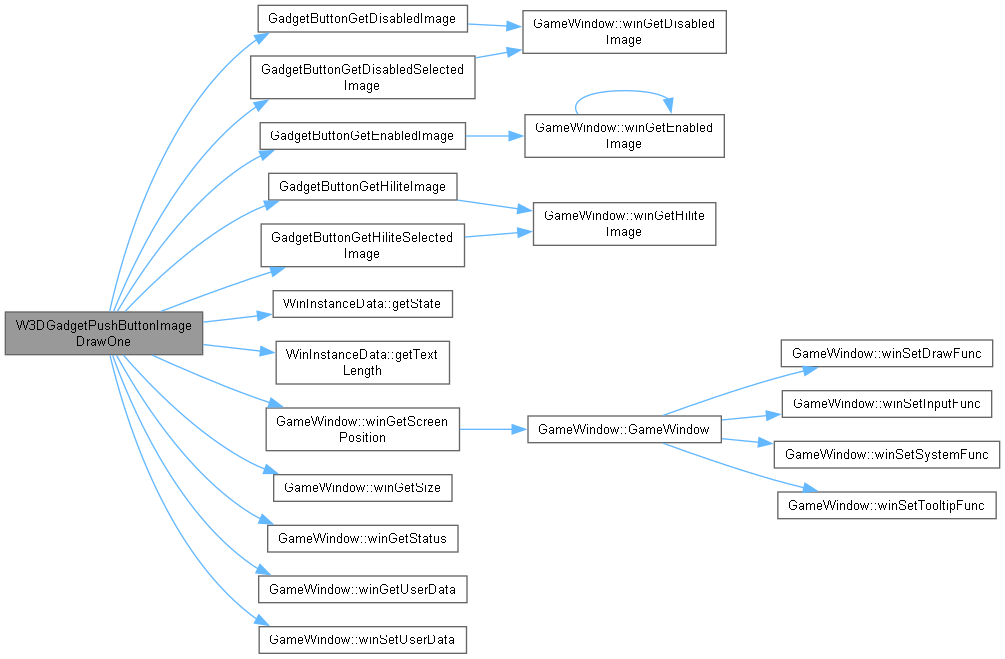 GadgetButtonGetDisabledImage
GameWindow::winGetDisabled
Image
GadgetButtonGetDisabledSelected
Image
GadgetButtonGetEnabledImage
GameWindow::winGetEnabled
Image
GadgetButtonGetHiliteImage
GameWindow::winGetHilite
Image
GadgetButtonGetHiliteSelected
Image
WinInstanceData::getState
W3DGadgetPushButtonImage
DrawOne
WinInstanceData::getText
Length
GameWindow::winGetScreen
Position
GameWindow::GameWindow
GameWindow::winSetDrawFunc
GameWindow::winSetInputFunc
GameWindow::winSetSystemFunc
GameWindow::winSetTooltipFunc
GameWindow::winGetSize
GameWindow::winGetStatus
GameWindow::winGetUserData
GameWindow::winSetUserData